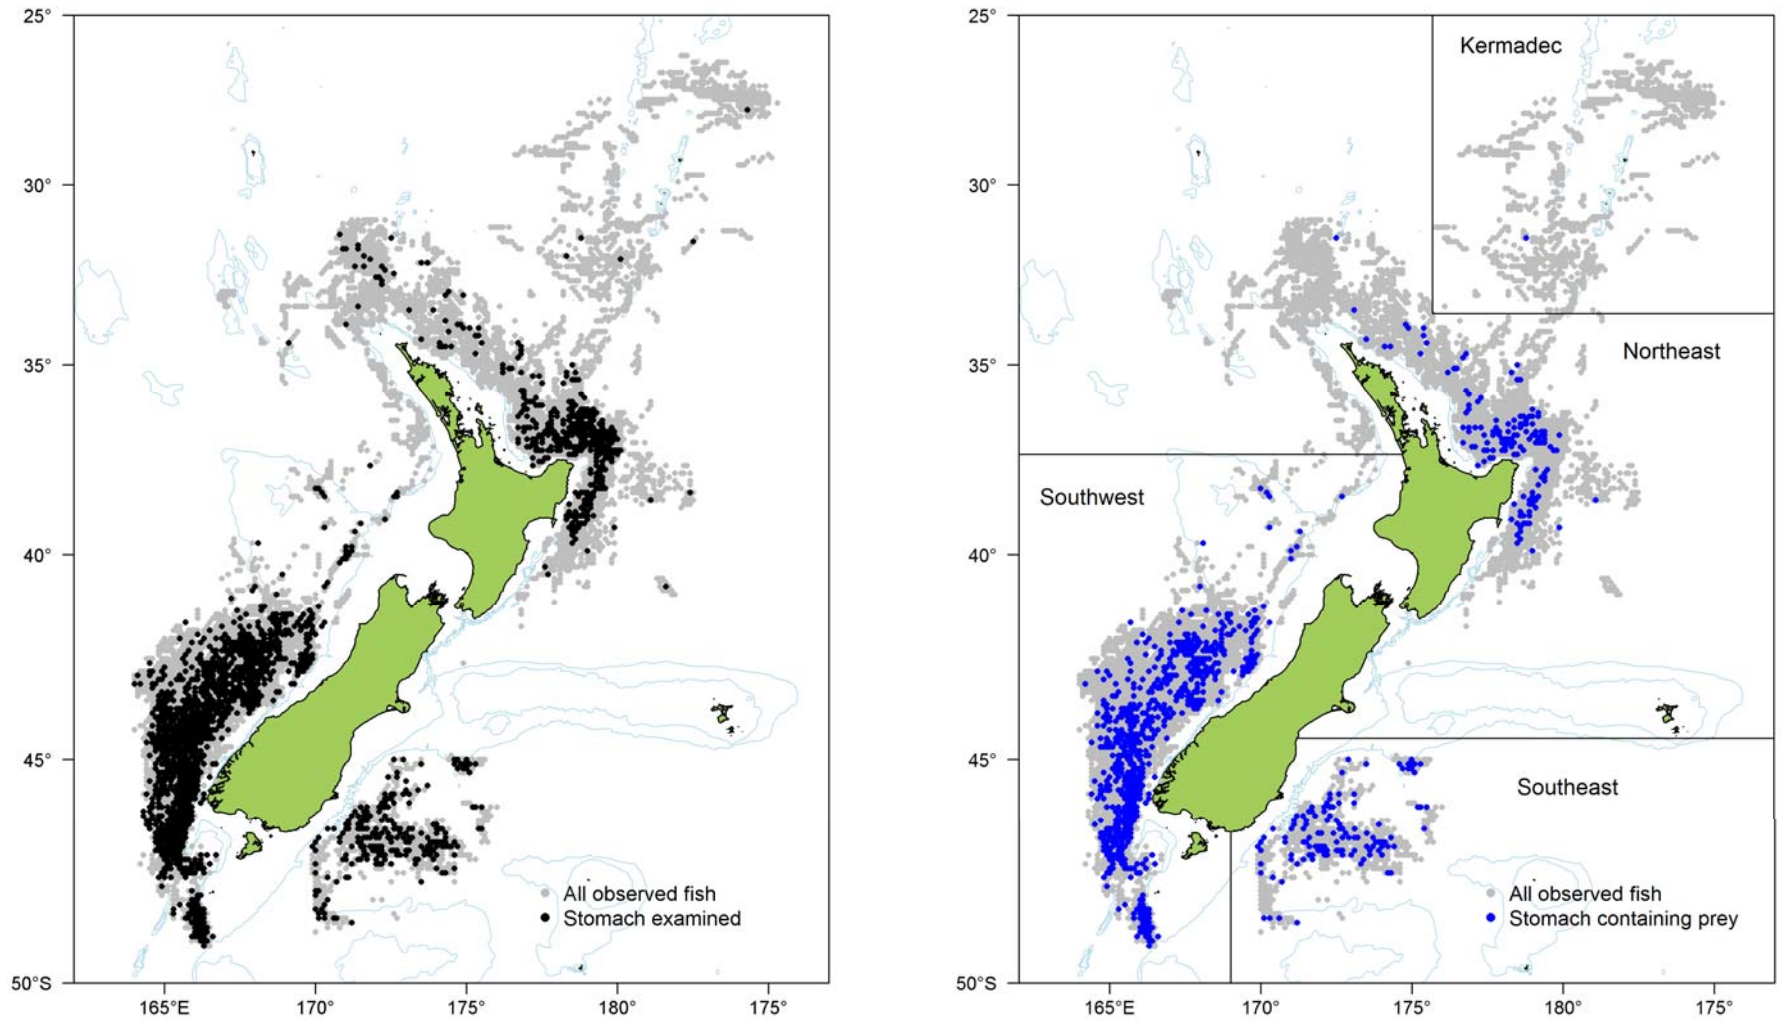 25°
30°
35°
40°
45°
50°S
165°E
170°
175°
180°
175°
All observed fish
Stomach examined
25°
30°
35°
40°
45°
50°S
165°E
170°
175°
180°
175°
Kermadec
Northeast
Southwest
Southeast
All observed fish
Stomach containing prey